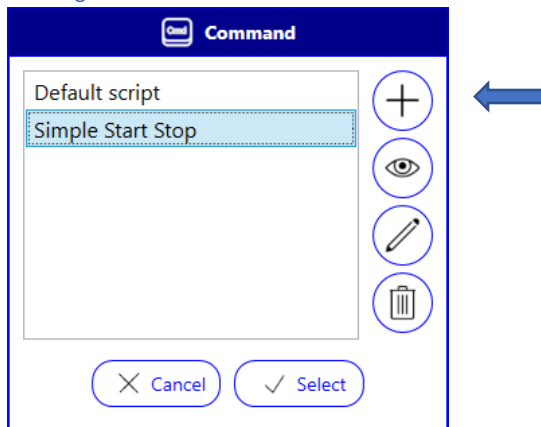 Cmd Command
Default script
Simple Start Stop
Cancel Select